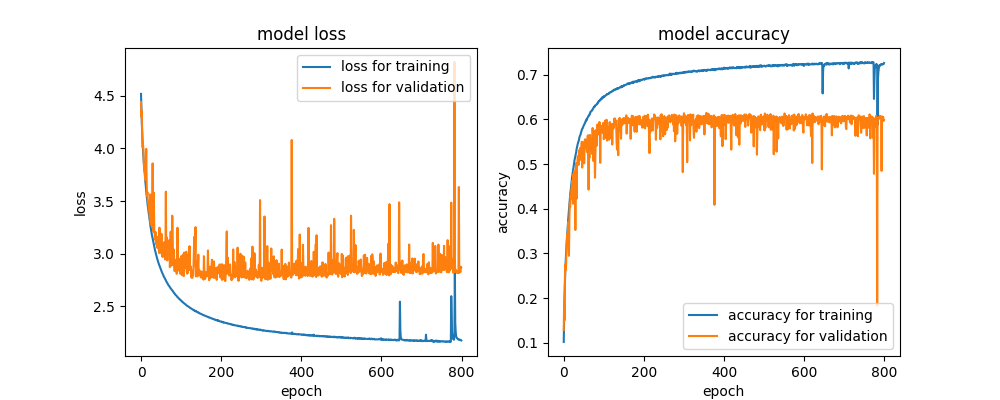 model loss
loss for training
loss for validation
4.5
4.0
3.5
3.0
2.5
loss
0
200
400
600
800
epoch
model accuracy
0.7
0.6
0.5
0.4
0.3
0.2
0.1
accuracy
accuracy for training
accuracy for validation
0
200
400
600
800
epoch